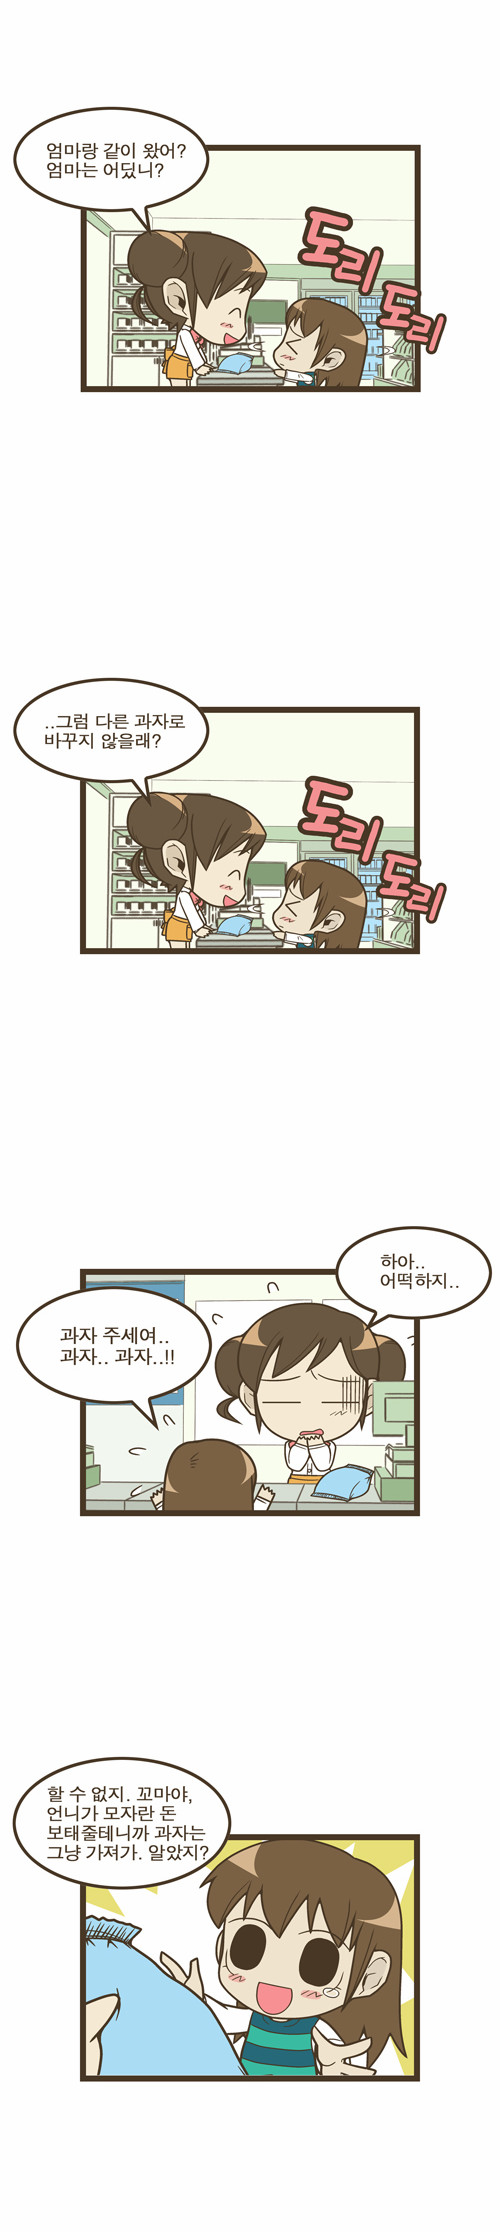 엄마랑 같이 왔어?
엄마는 어딨니?
도리
도리
..그럼 다른 과자로
바꾸지 않을래?
도리
도리
하아..
어떡하지..
과자 주세여..
과자.. 과자..!!
할 수 없지. 꼬마야,
언니가 모자란 돈
보태줄테니까 과자는
그냥 가져가. 알았지?